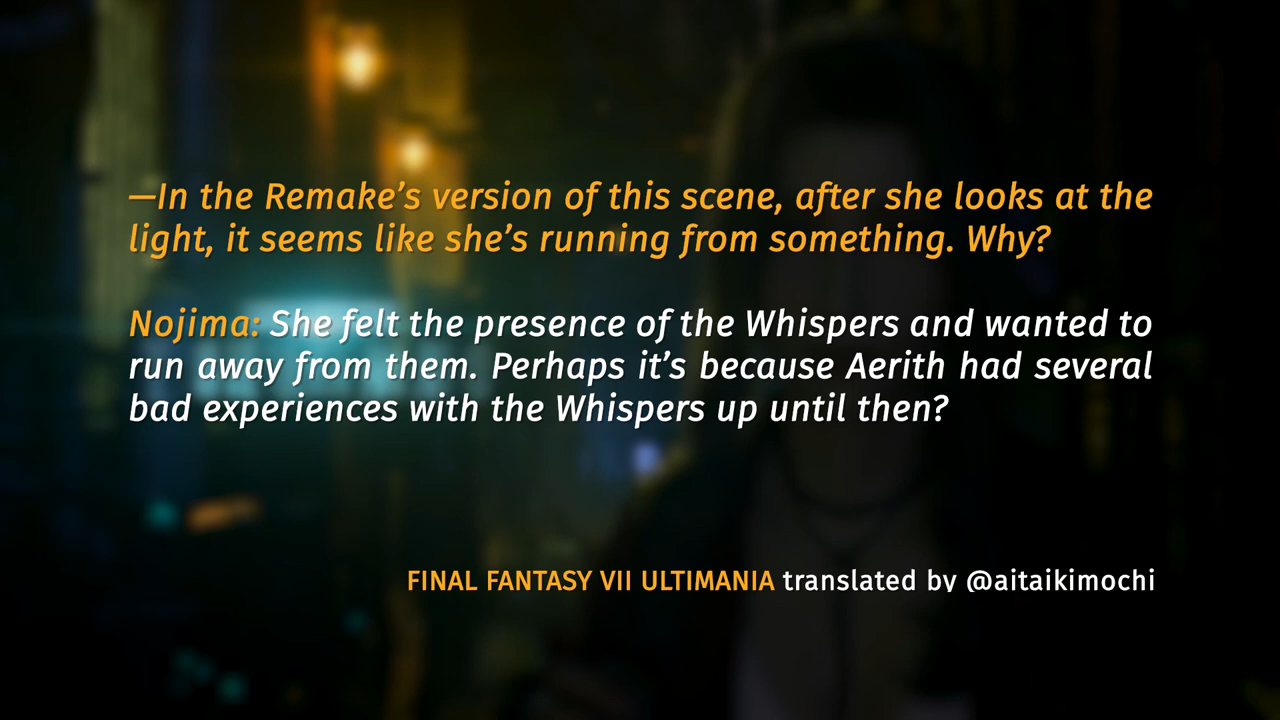 —In the Remake’s version of this scene, after she looks at the
light, it seems like she’s running from something. Why?
Nojima: She felt the presence of the Whispers and wanted to
run away from them. Perhaps it’s because Aerith had several
bad experiences with the Whispers up until then?
FINAL FANTASY VII ULTIMANIA translated by @aitaikimochi